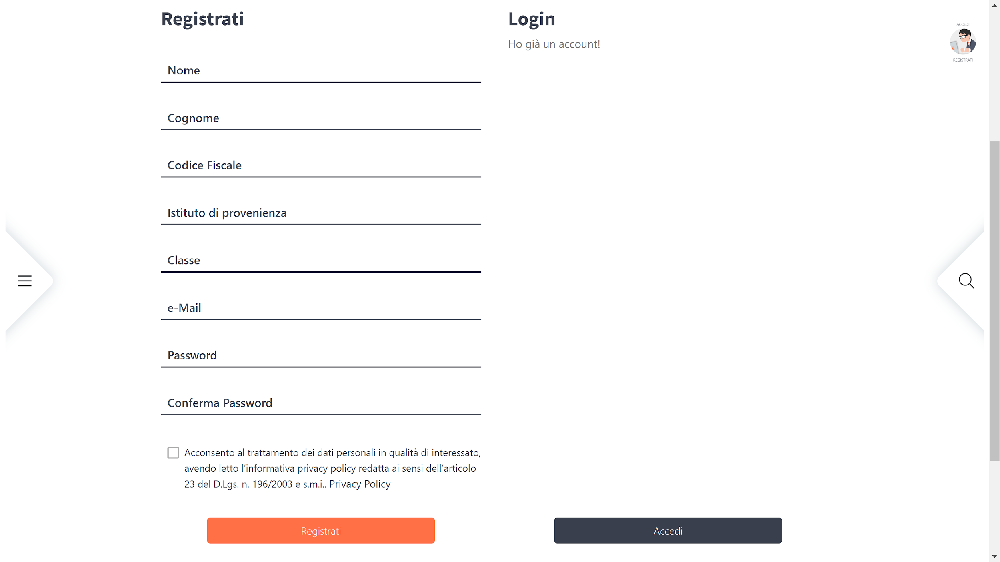 Registrati
Nome
Cognome
Codice Fiscale
Istituto di provenienza
Classe
e-Mail
Password
Conferma Password
Acconsento al trattamento dei dati personali in qualità di interessato,
avendo letto l'informativa privacy policy redatta ai sensi dell'articolo
23 del D.Lgs. n. 196/2003 e s.m.i.. Privacy Policy
Registrati
Login
Ho già un account!
Accedi
ACCEDI
REGISTRATI